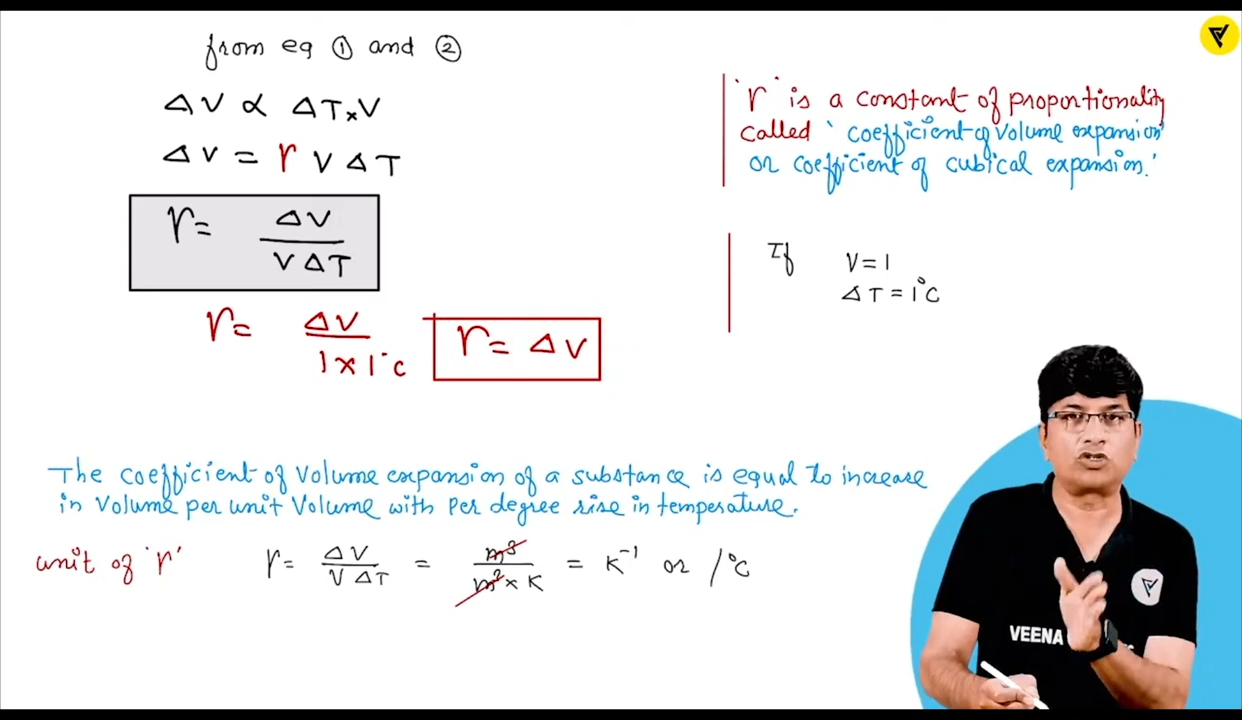 from eq ① and ②
ΔV ∝ ΔT×V
ΔV = r V ΔT
r = ΔV / V ΔT
r = ΔV / 1×1°C
r = ΔV
'r' is a constant of proportionality
called 'coefficient of volume expansion'
or coefficient of cubical expansion.'
If V=1
ΔT=1°C
The coefficient of volume expansion of a substance is equal to increase
in volume per unit volume with per degree rise in temperature.
unit of 'r' r = ΔV / V ΔT = m³ / m² × K = K⁻¹ or /°C
VEENA